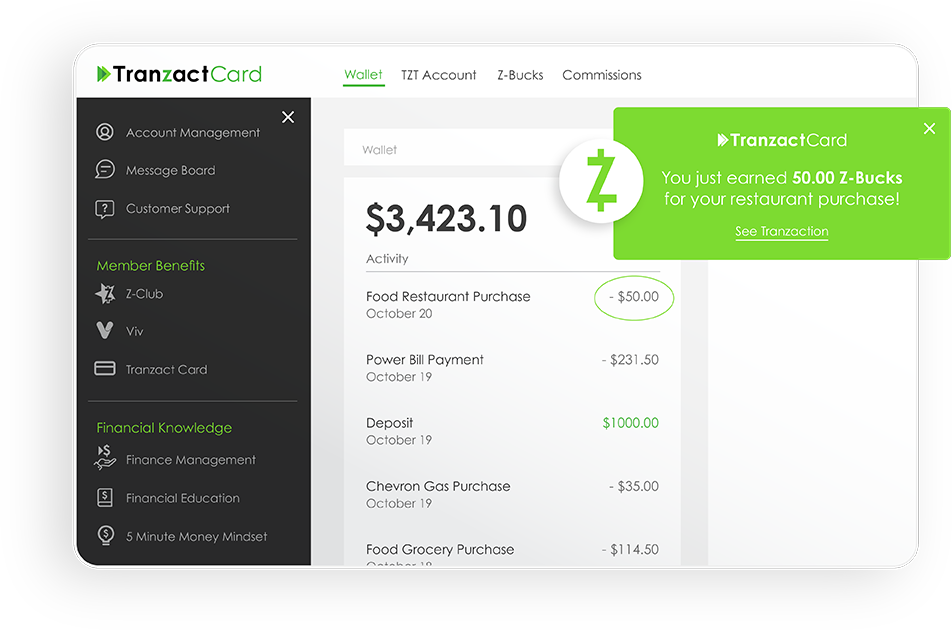 TranzactCard
Wallet TZT Account Z-Bucks Commissions
Account Management
Message Board
Customer Support
Member Benefits
Z-Club
Viv
Tranzact Card
Financial Knowledge
Finance Management
Financial Education
5 Minute Money Mindset
Wallet
$3,423.10
Activity
Food Restaurant Purchase - $50.00
October 20
Power Bill Payment - $231.50
October 19
Deposit $1000.00
October 19
Chevron Gas Purchase - $35.00
October 19
Food Grocery Purchase - $114.50
TranzactCard
You just earned 50.00 Z-Bucks
for your restaurant purchase!
See Tranzaction